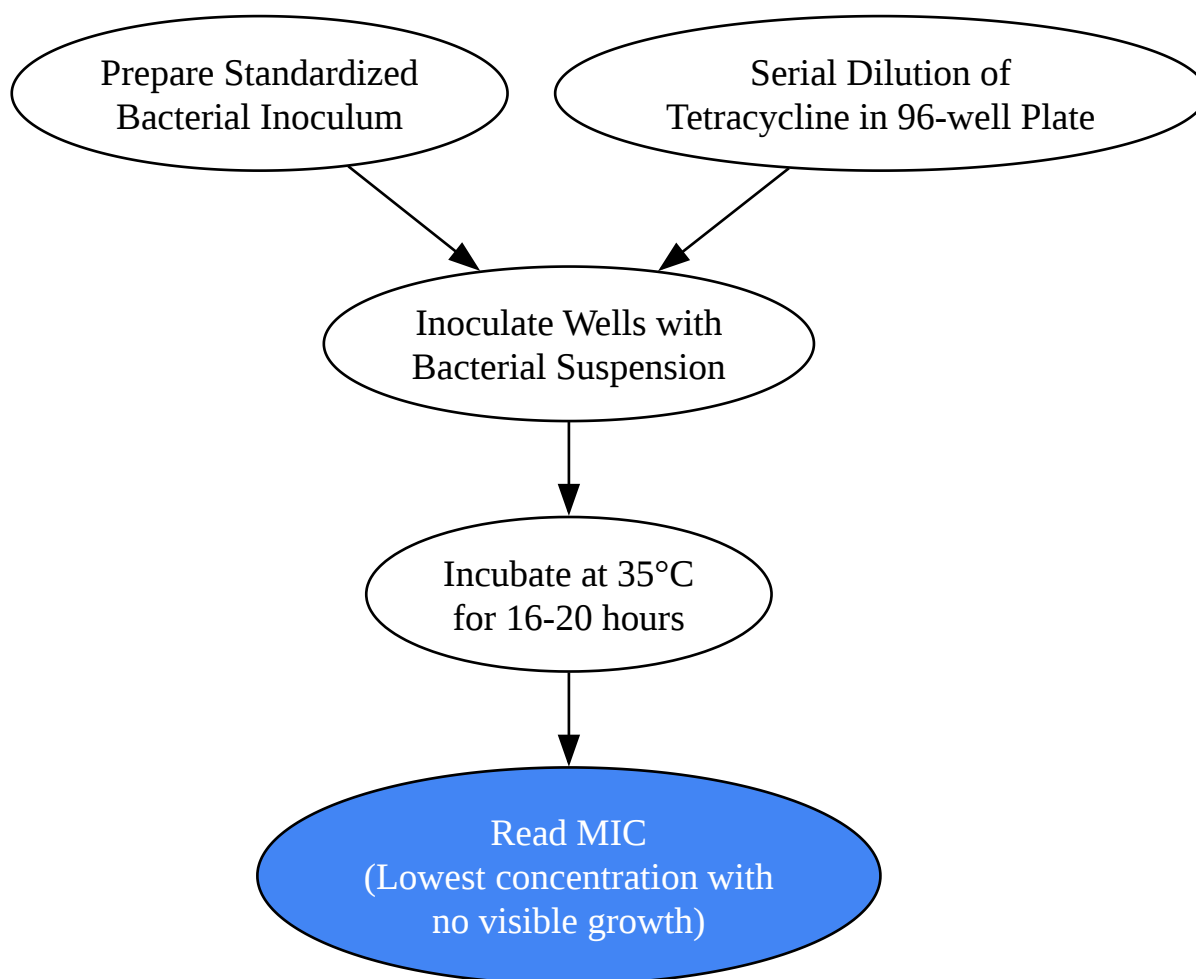 Prepare Standardized
Bacterial Inoculum
Serial Dilution of
Tetracycline in 96-well Plate
Inoculate Wells with
Bacterial Suspension
Incubate at 35°C
for 16-20 hours
Read MIC
(Lowest concentration with
no visible growth)